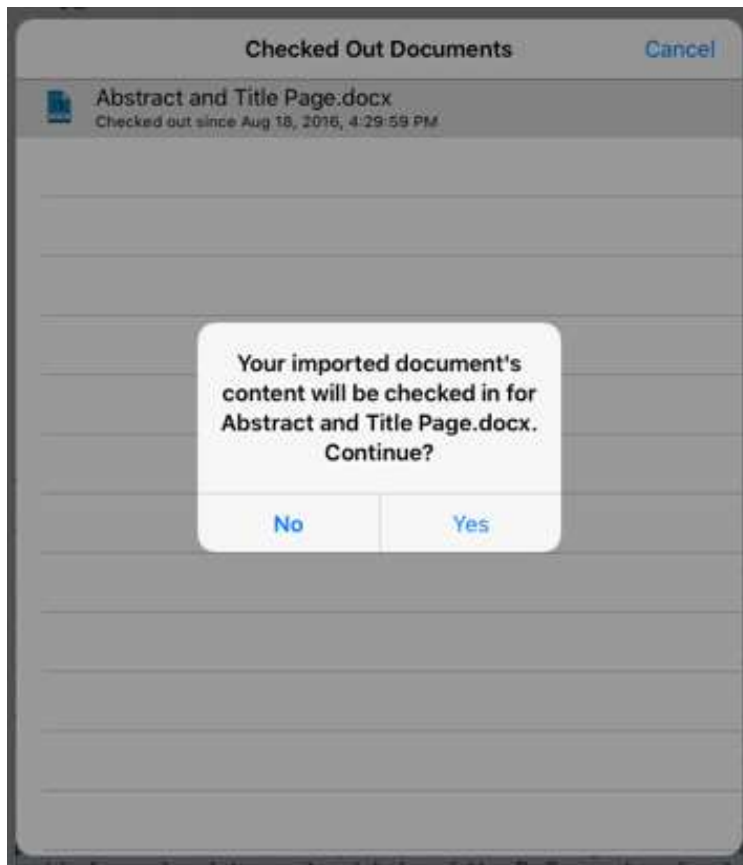 Checked Out Documents
Cancel
Abstract and Title Page.docx
Checked out since Aug 18, 2016, 4:29:59 PM
Your imported document's
content will be checked in for
Abstract and Title Page.docx.
Continue?
No
Yes